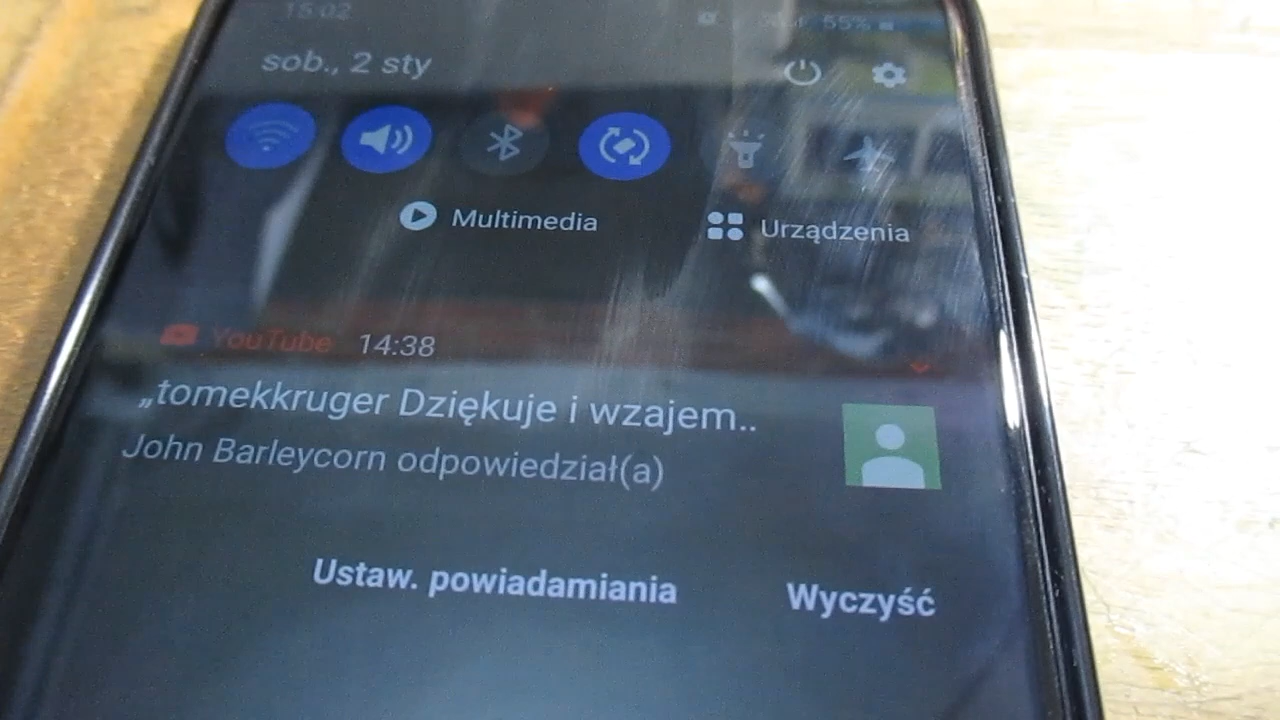 15:02
55%
sob., 2 sty
Multimedia
Urządzenia
YouTube 14:38
„tomekkruger Dziękuje i wzajem..
John Barleycorn odpowiedział(a)
Ustaw. powiadamiania
Wyczyść